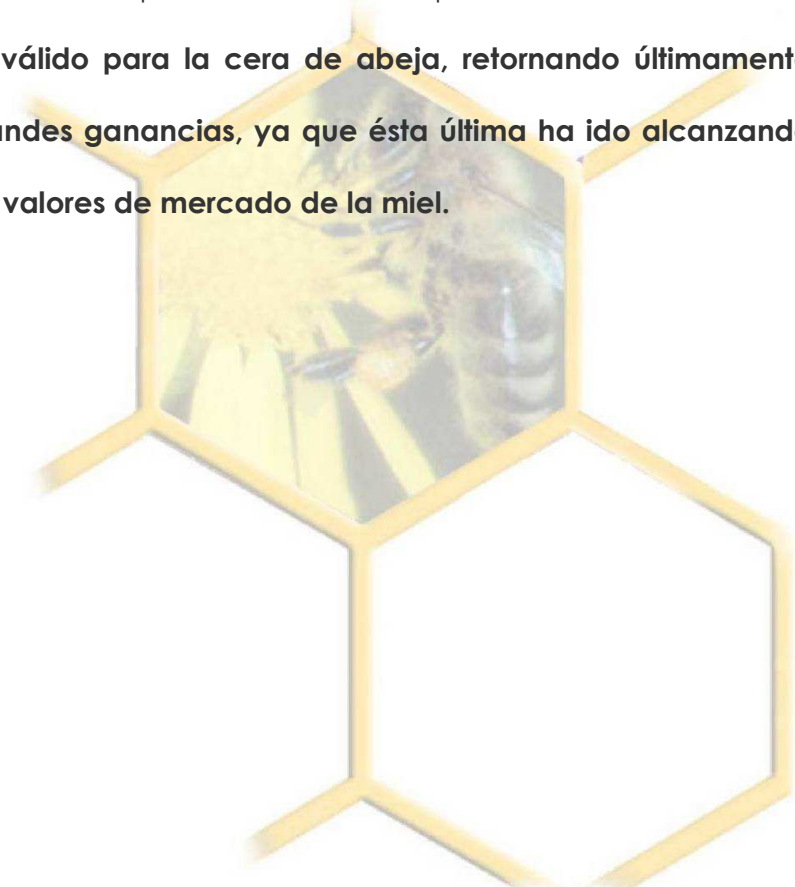 válido para la cera de abeja, retornando últimament
andes ganancias, ya que ésta última ha ido alcanzand
valores de mercado de la miel.